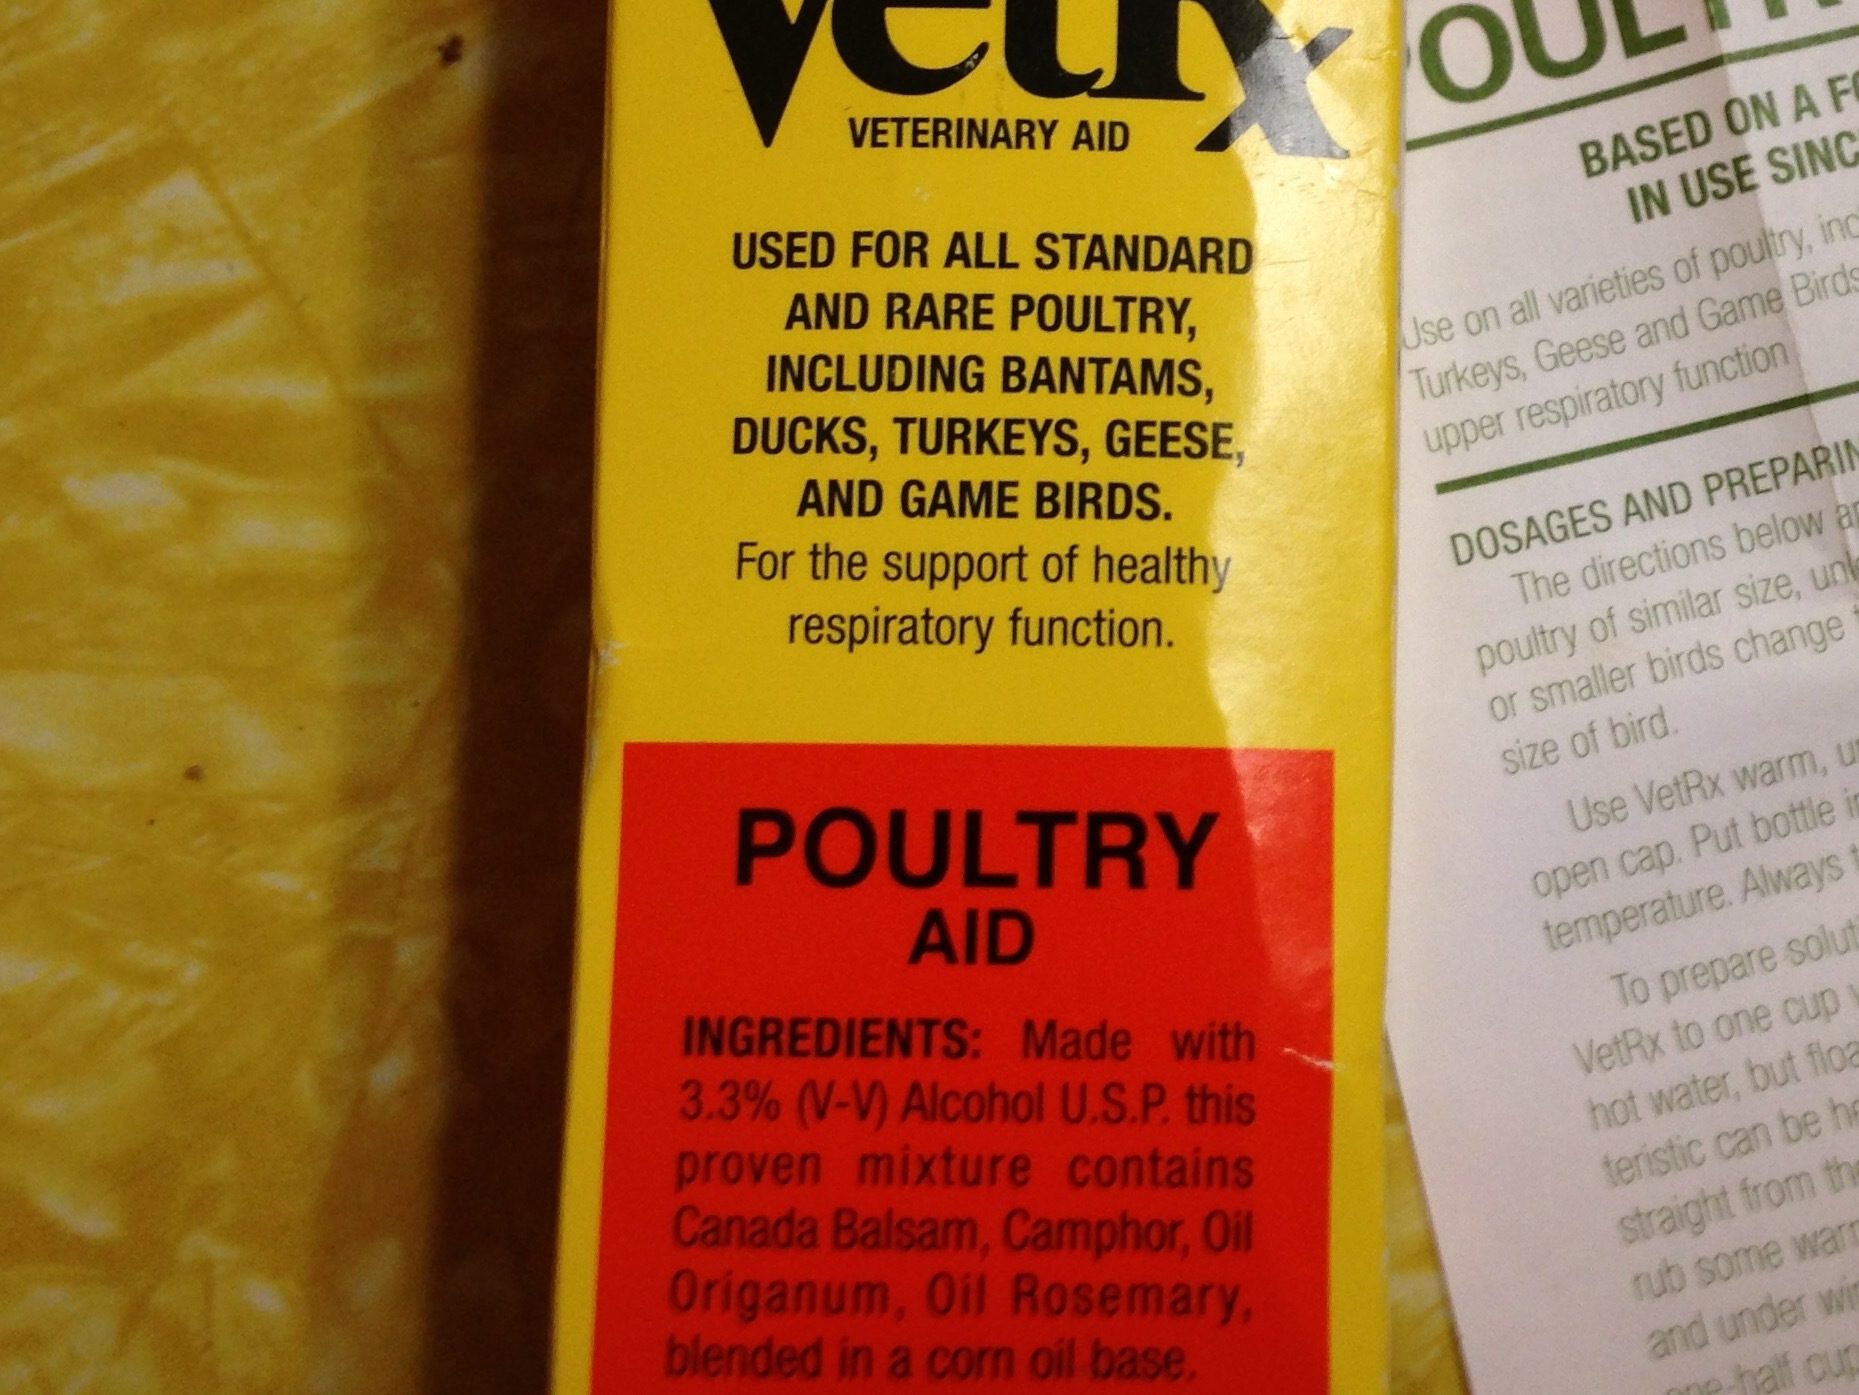 VetRx
VETERINARY AID
USED FOR ALL STANDARD
AND RARE POULTRY,
INCLUDING BANTAMS,
DUCKS, TURKEYS, GEESE,
AND GAME BIRDS.
For the support of healthy
respiratory function.
POULTRY
AID
INGREDIENTS: Made with
3.3% (V-V) Alcohol U.S.P. this
proven mixture contains
Canada Balsam, Camphor, Oil
Origanum, Oil Rosemary,
blended in a corn oil base.
BASED ON A
IN USE
Use on all varieties of poultry,
Turkeys, Geese and Game Birds
upper respiratory function
DOSAGES AND
The directions below
poultry of similar size,
or smaller birds change
size of bird.
Use VetRx warm,
open cap. Put bottle
temperature. Always
To prepare
VetRx to one cup
hot water, but
can be
straight from
rub some
and under
cup